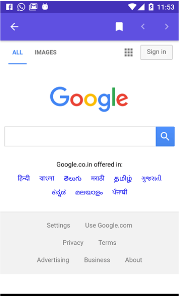 11:53
ALL IMAGES Sign in
Google
Google.co.in offered in:
हिन्दी বাংলা తెలుగు मराठी தமிழ் ગુજરાતી
ಕನ್ನಡ മലയാളം ਪੰਜਾਬੀ
Settings Use Google.com
Privacy Terms
Advertising Business About